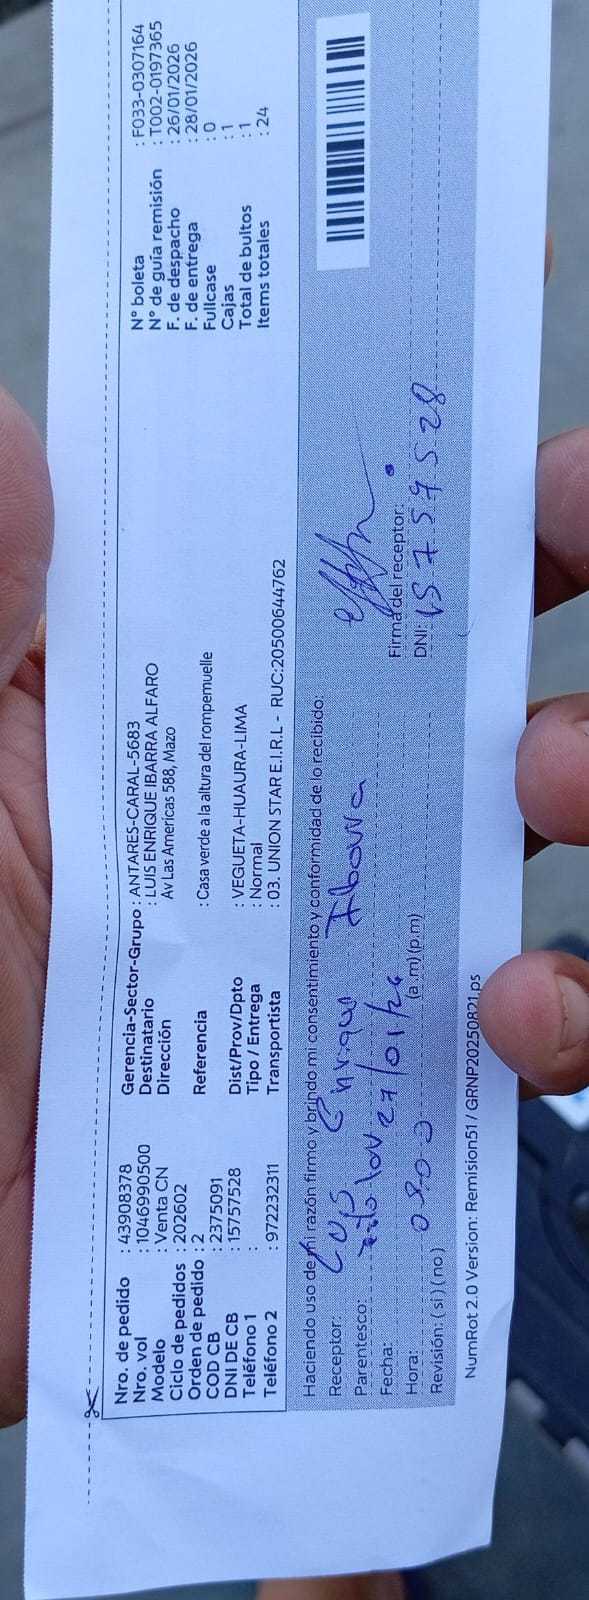 Nro. de pedido : 43908378
Nro. vol : 1046990500
Modelo : Venta CN
Ciclo de pedidos : 202602
Orden de pedido : 2
COD CB : 2375091
DNI DE CB : 15757528
Teléfono 1 :
Teléfono 2 : 972232311
Gerencia-Sector-Grupo : ANTARES-CARAL-5683
Destinatario : LUIS ENRIQUE IBARRA ALFARO
Dirección Av Las Americas 588, Mazo
Referencia : Casa verde a la altura del rompemuelle
Dist/Prov/Dpto : VEGUETA-HUAURA-LIMA
Tipo / Entrega : Normal
Transportista : 03. UNION STAR E.I.R.L - RUC:20500644762
N° boleta : F033-0307164
N° de guía remisión : T002-0197365
F. de despacho : 26/01/2026
F. de entrega : 28/01/2026
Fullcase : 0
Cajas : 1
Total de bultos : 1
Items totales : 24
Haciendo uso de mi razón firmo y brindo mi consentimiento y conformidad de lo recibido:
Receptor:
Parentesco:
Fecha: 27/01/26
Hora: (a.m)(p.m)
Revisión: ( si ) ( no )
Firma del receptor:
DNI: 15759528
NumRot 2.0 Version: Remision51 / GRNP20250821.ps